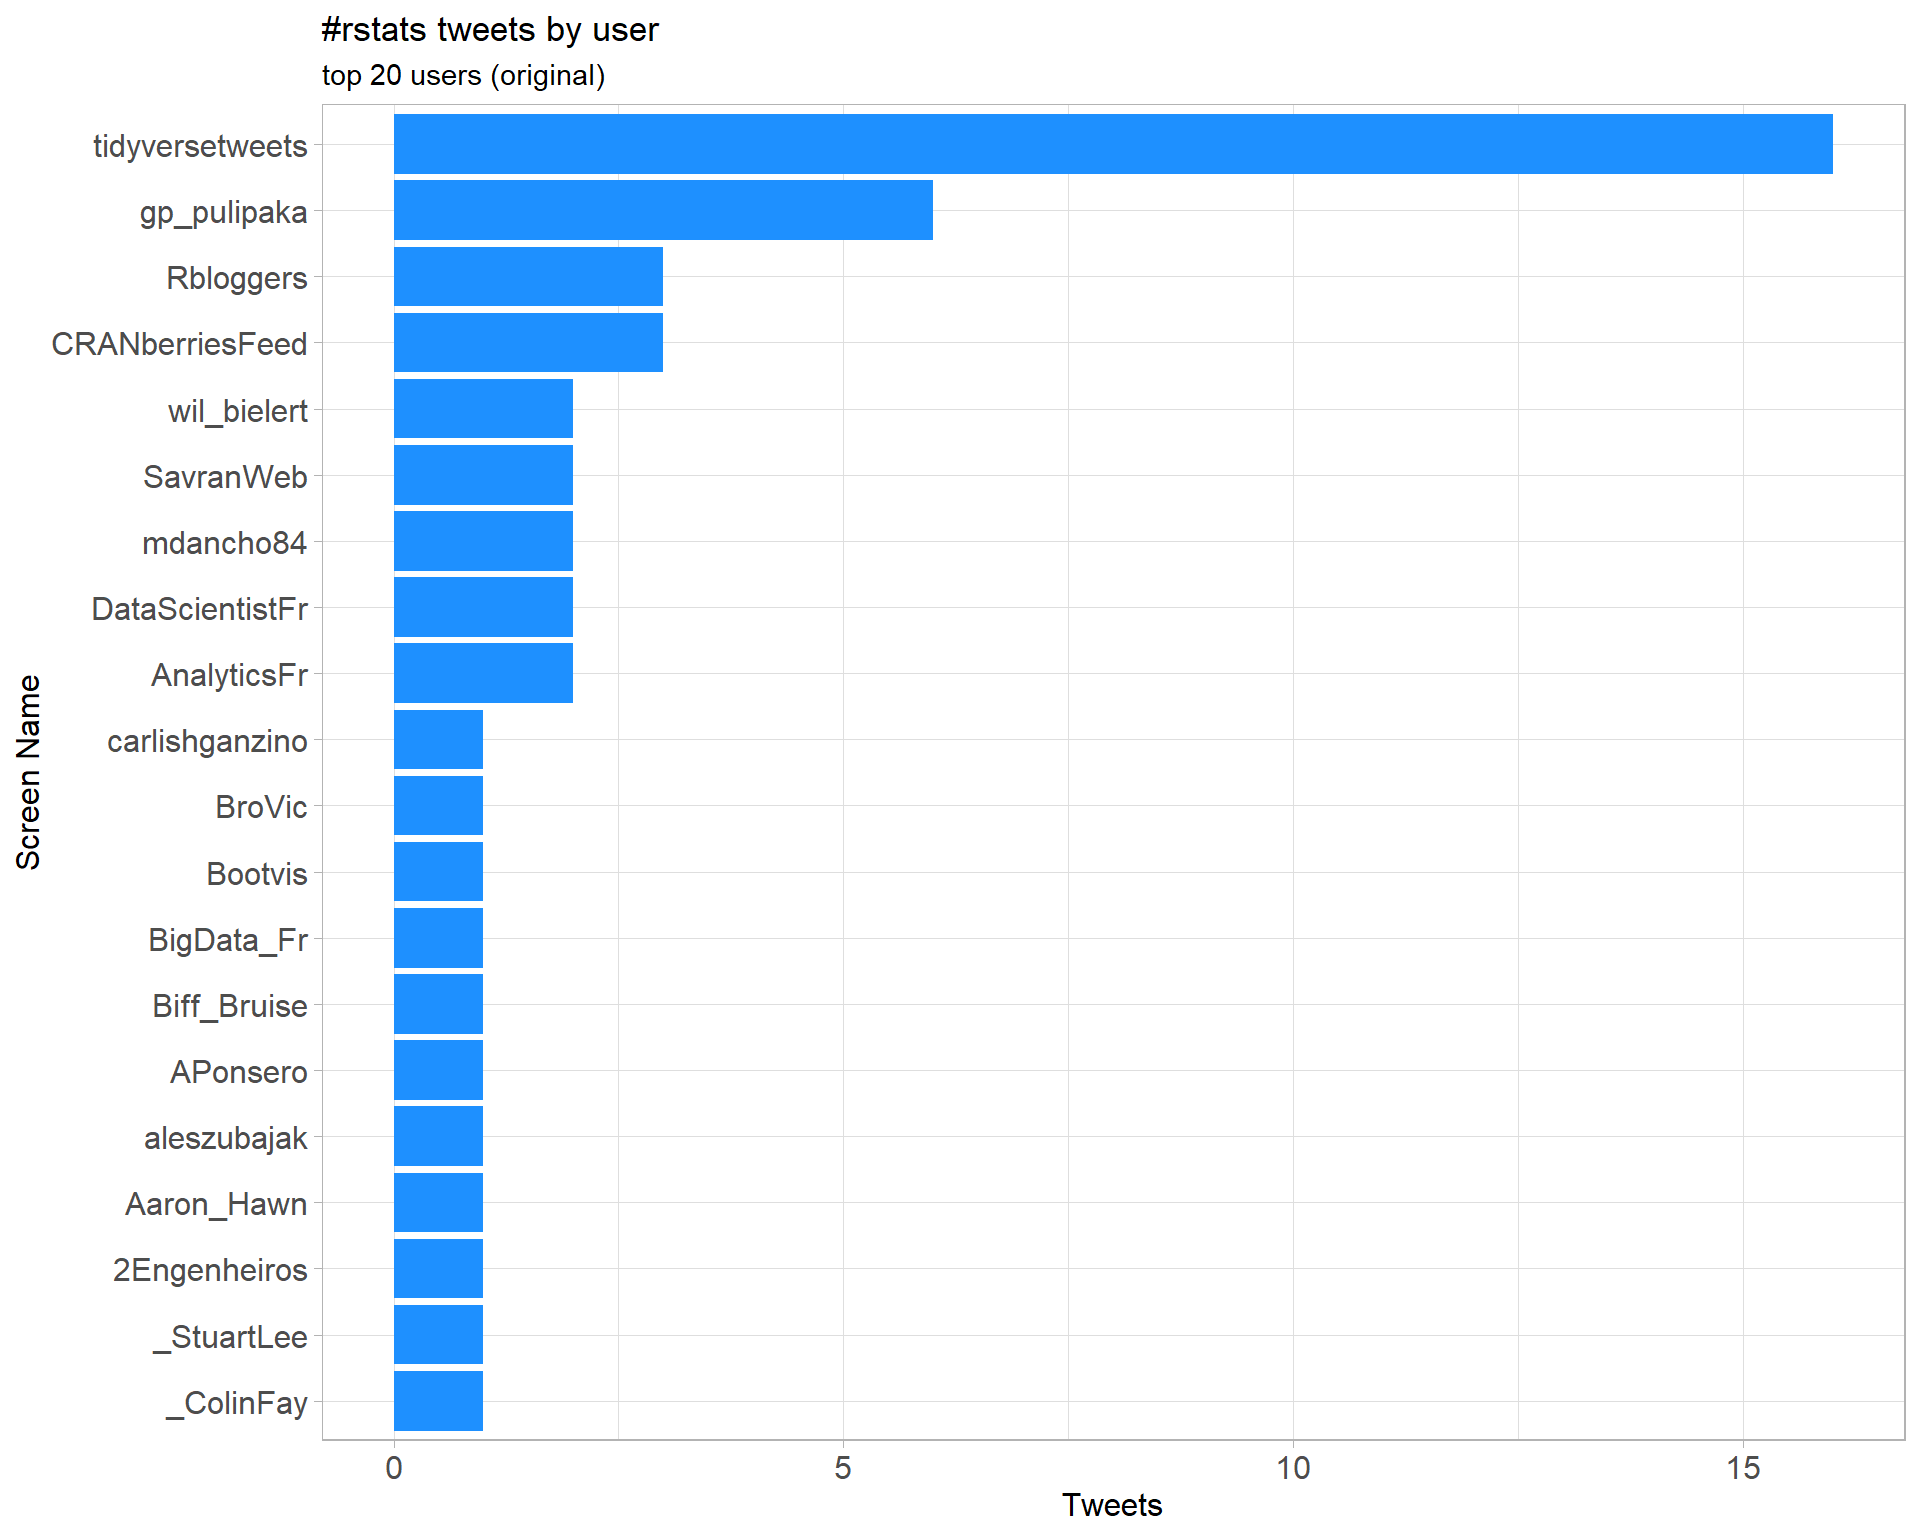 #rstats tweets by user
top 20 users (original)
tidyversetweets
gp_pulipaka
Rbloggers
CRANberriesFeed
wil_bielert
SavranWeb
mdancho84
DataScientistFr
AnalyticsFr
carlishganzino
BroVic
Bootvis
BigData_Fr
Biff_Bruise
APonsero
aleszubajak
Aaron_Hawn
2Engenheiros
_StuartLee
_ColinFay
Screen Name
0 5 10 15
Tweets